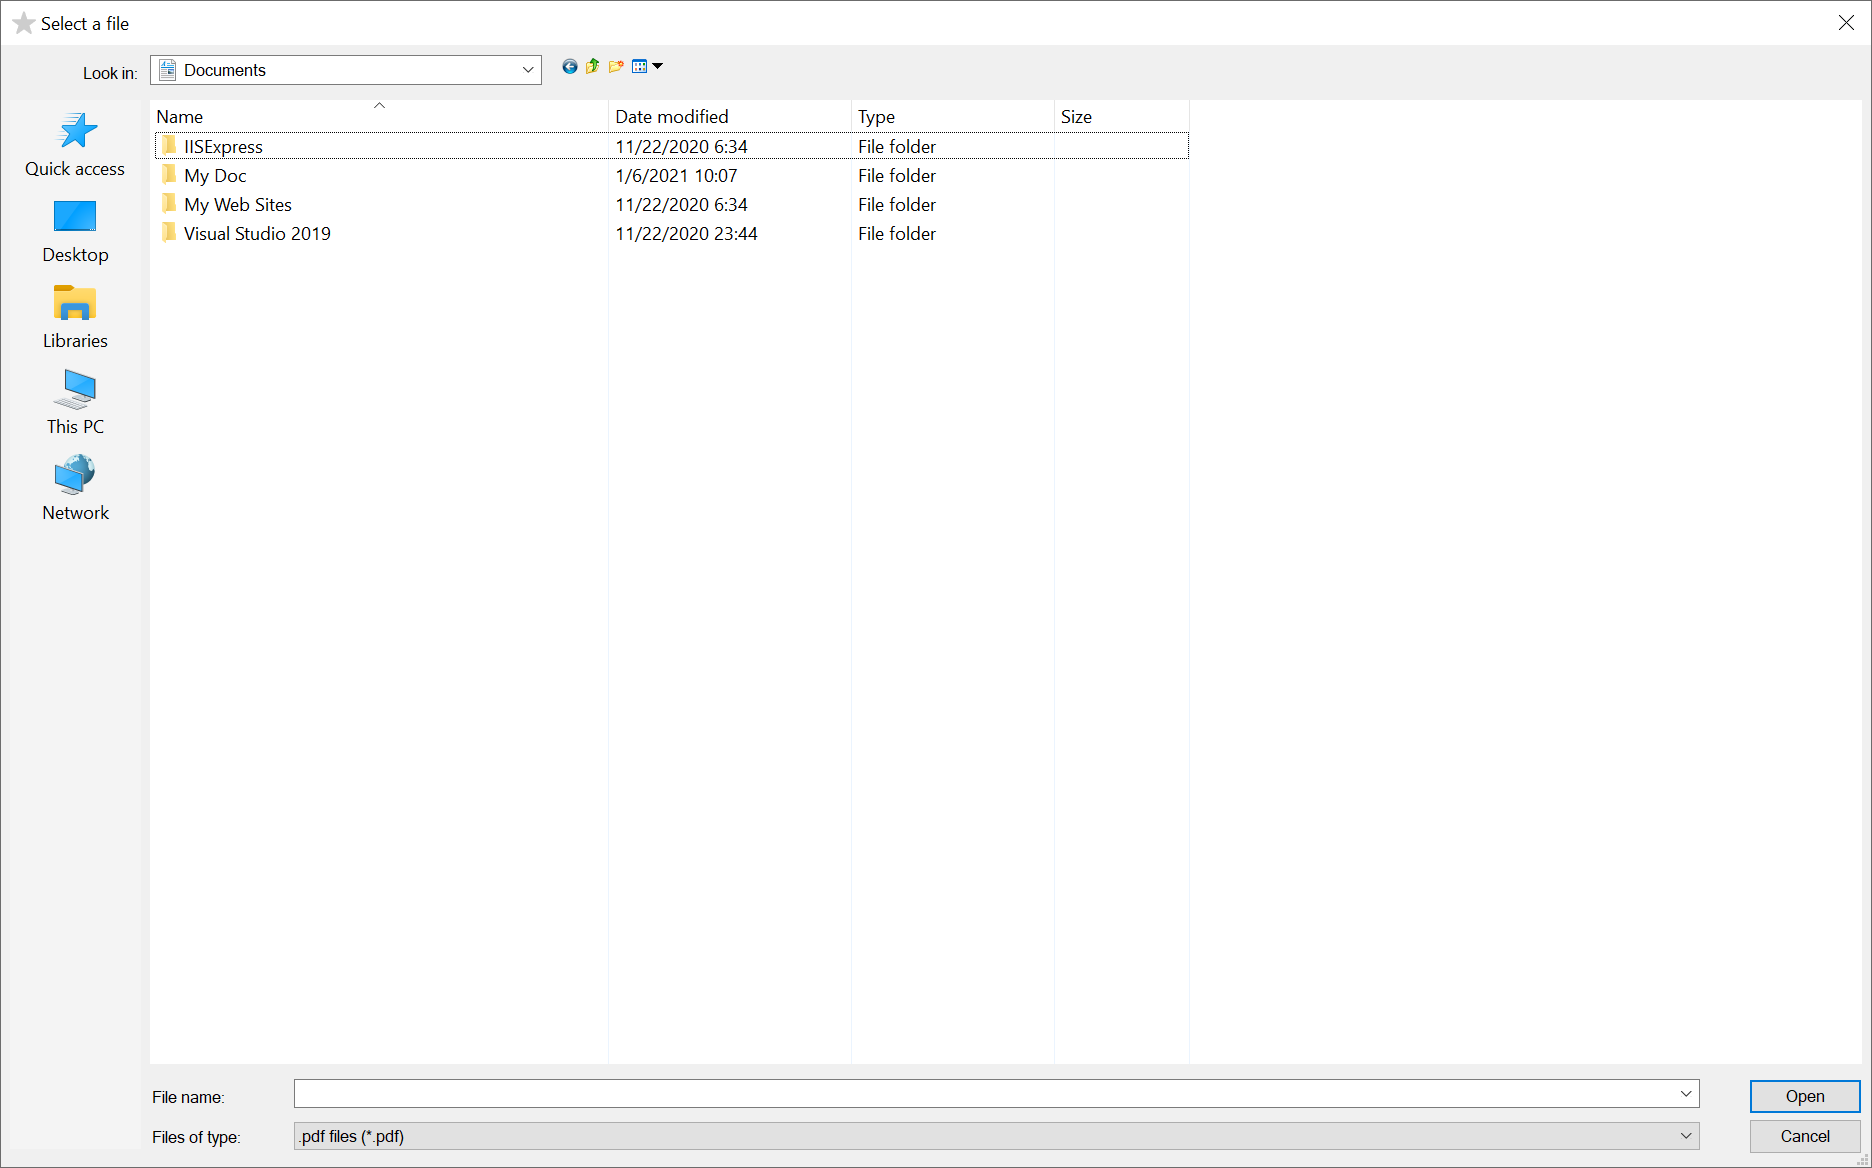 Select a file
Look in: Documents
Name Date modified Type Size
IISExpress 11/22/2020 6:34 File folder
My Doc 1/6/2021 10:07 File folder
My Web Sites 11/22/2020 6:34 File folder
Visual Studio 2019 11/22/2020 23:44 File folder
Quick access
Desktop
Libraries
This PC
Network
File name: Open
Files of type: .pdf files (*.pdf) Cancel